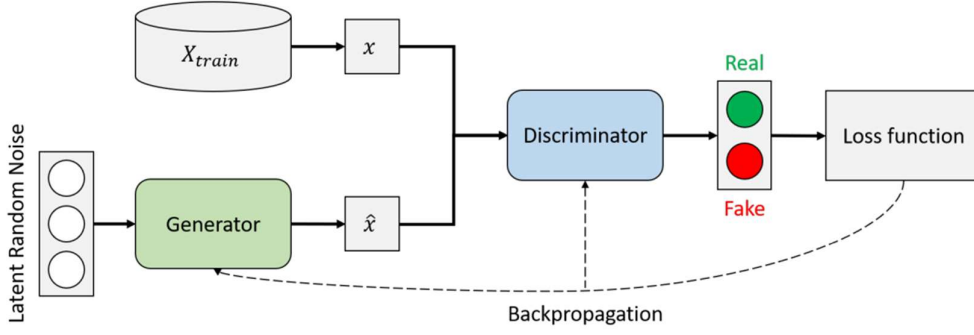 X_train
x
Real
Discriminator
Loss function
Latent Random Noise
Generator
x̂
Fake
Backpropagation